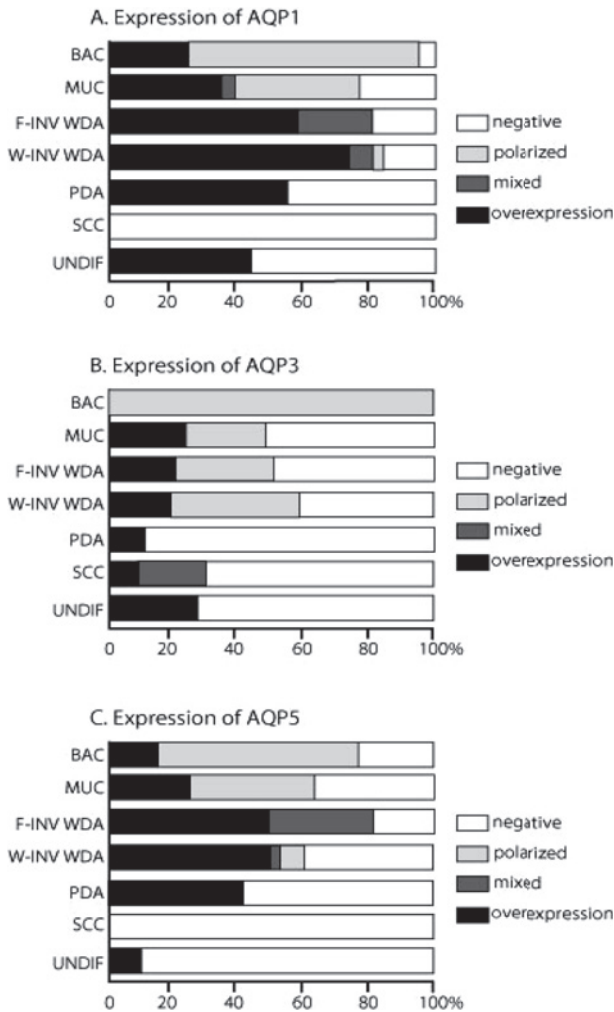 A. Expression of AQP1
BAC
MUC
F-INV WDA
W-INV WDA
PDA
SCC
UNDIF
negative
polarized
mixed
overexpression
0 20 40 60 80 100%
B. Expression of AQP3
BAC
MUC
F-INV WDA
W-INV WDA
PDA
SCC
UNDIF
negative
polarized
mixed
overexpression
0 20 40 60 80 100%
C. Expression of AQP5
BAC
MUC
F-INV WDA
W-INV WDA
PDA
SCC
UNDIF
negative
polarized
mixed
overexpression
0 20 40 60 80 100%